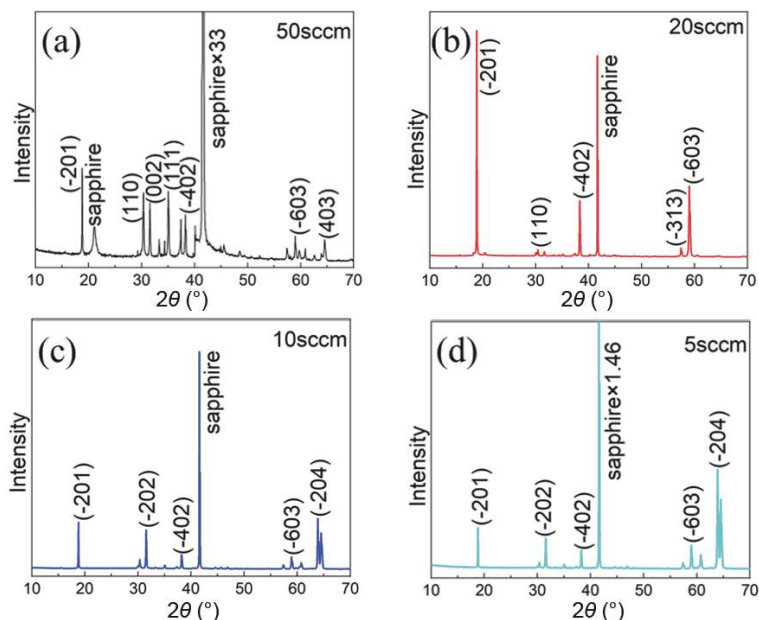 (a)
50sccm
Intensity
(-201)
sapphire
(110)
(002)
(111)
(-402)
sapphire×33
(-603)
(403)
10 20 30 40 50 60 70
2θ (°)
(b)
20sccm
Intensity
(-201)
(110)
(-402)
sapphire
(-313)
(-603)
10 20 30 40 50 60 70
2θ (°)
(c)
10sccm
Intensity
(-201)
(-202)
(-402)
sapphire
(-603)
(-204)
10 20 30 40 50 60 70
2θ (°)
(d)
5sccm
Intensity
(-201)
(-202)
(-402)
sapphire×1.46
(-603)
(-204)
10 20 30 40 50 60 70
2θ (°)